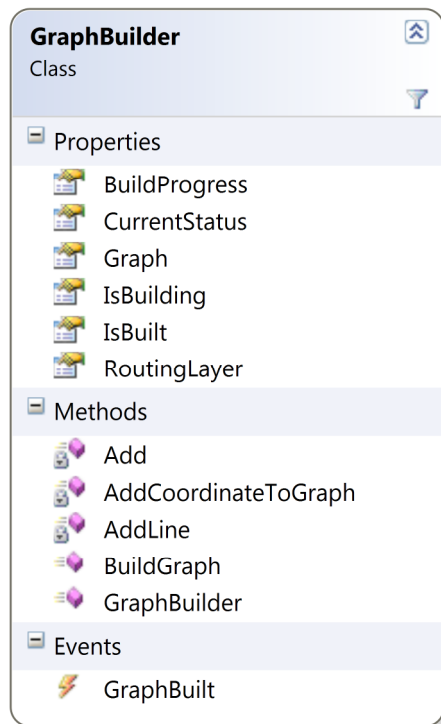 GraphBuilder
Class
Properties
BuildProgress
CurrentStatus
Graph
IsBuilding
IsBuilt
RoutingLayer
Methods
Add
AddCoordinateToGraph
AddLine
BuildGraph
GraphBuilder
Events
GraphBuilt